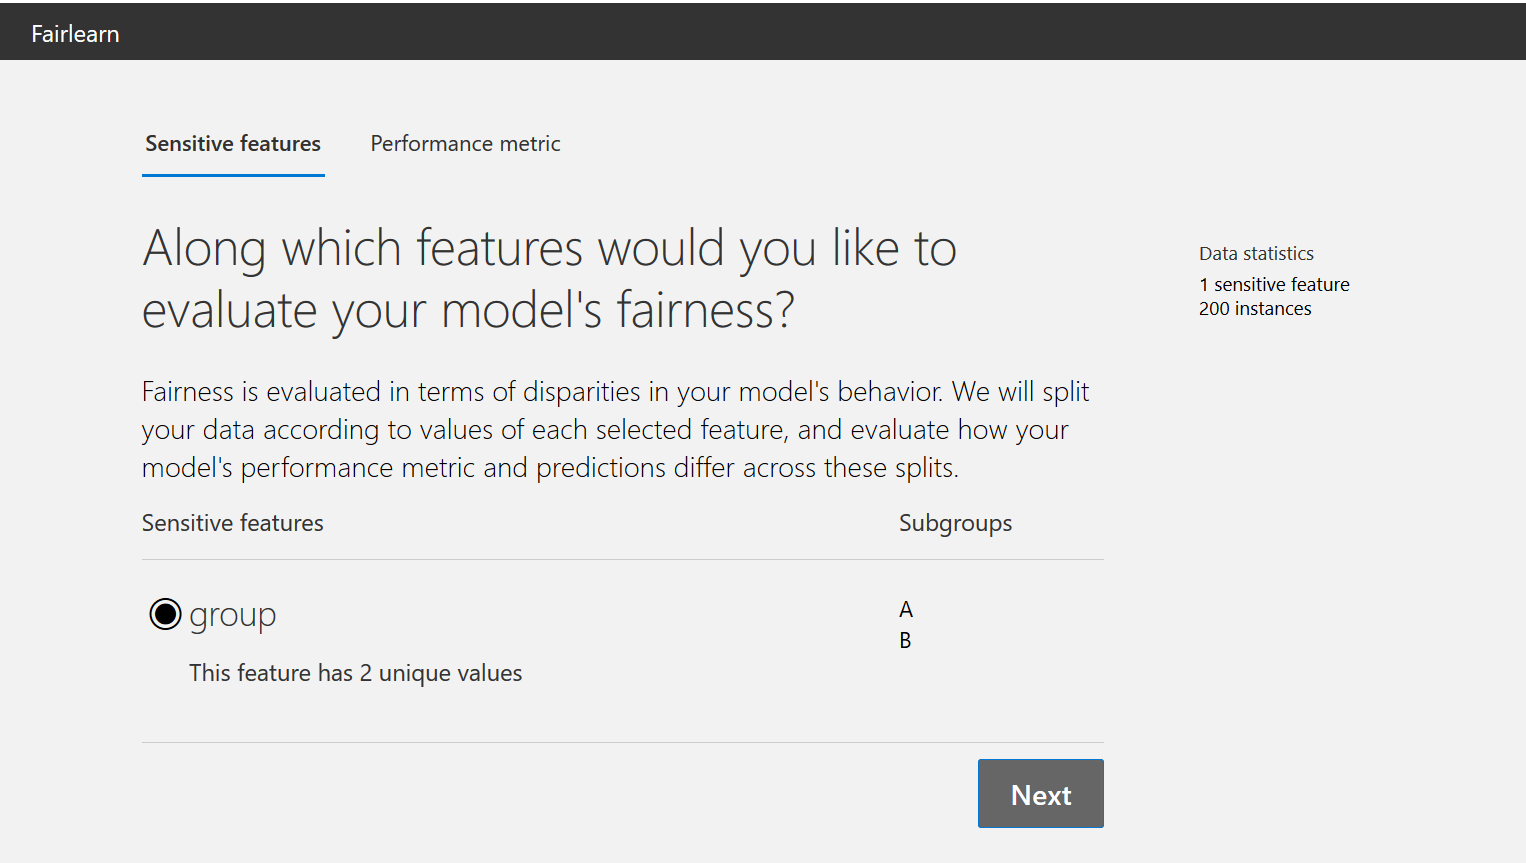 Fairlearn
Sensitive features
Performance metric
Along which features would you like to
evaluate your model's fairness?
Data statistics
1 sensitive feature
200 instances
Fairness is evaluated in terms of disparities in your model's behavior. We will split
your data according to values of each selected feature, and evaluate how your
model's performance metric and predictions differ across these splits.
Sensitive features
Subgroups
group
A
B
This feature has 2 unique values
Next